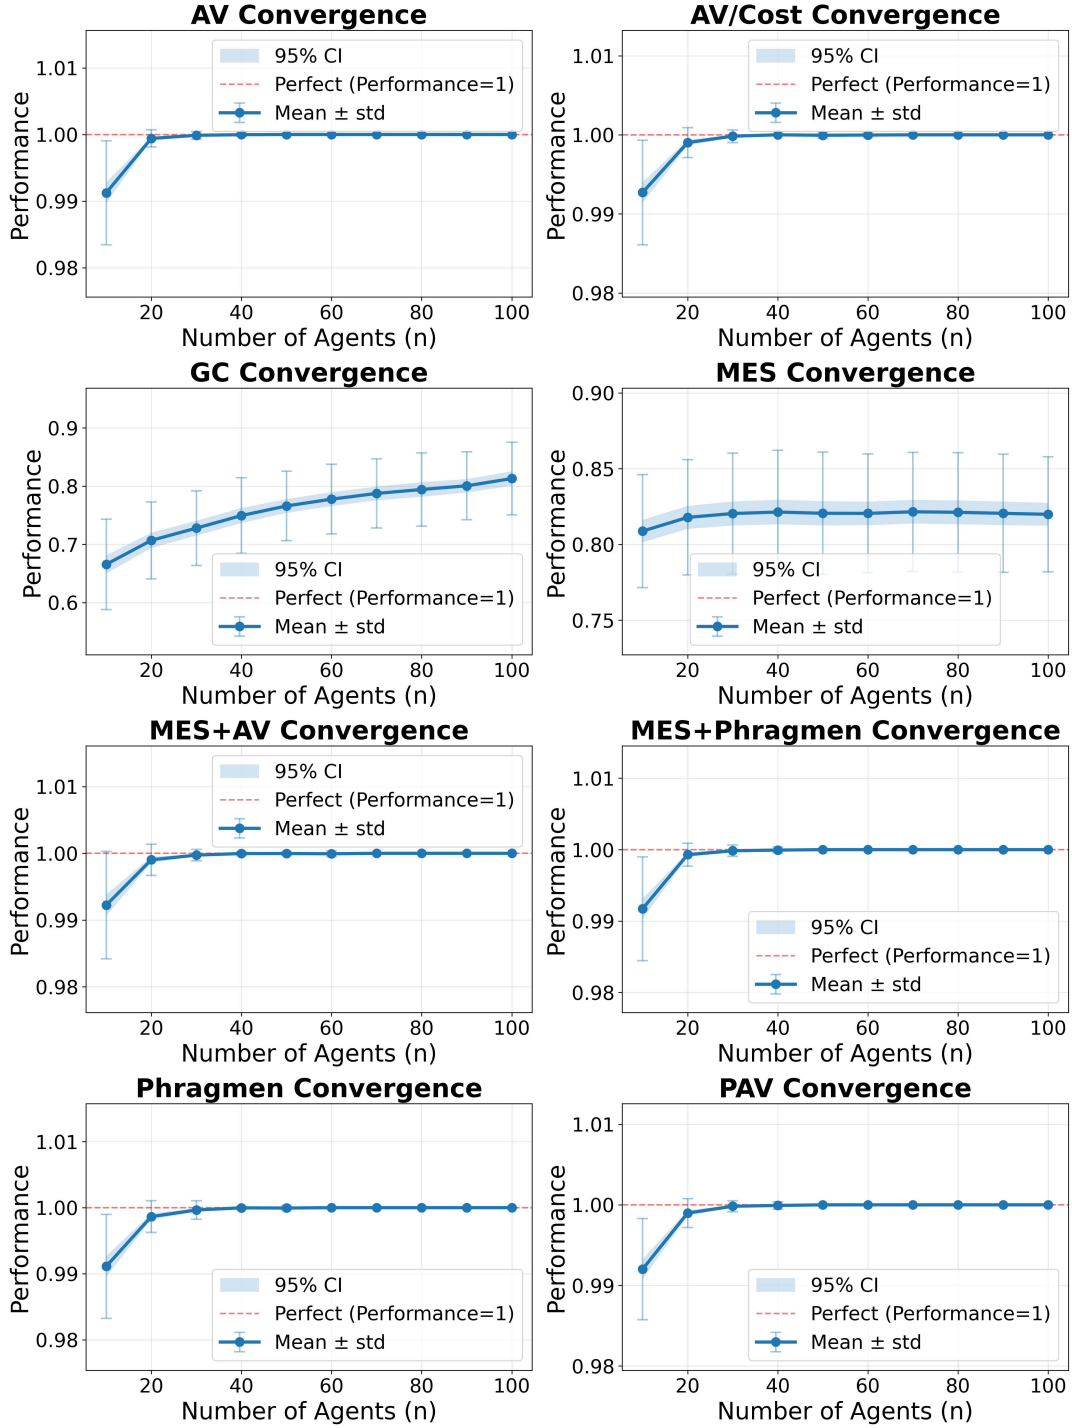 AV Convergence
1.01
1.00
0.99
0.98
Performance
95% CI
Perfect (Performance=1)
Mean ± std
20 40 60 80 100
Number of Agents (n)
AV/Cost Convergence
1.01
1.00
0.99
0.98
Performance
95% CI
Perfect (Performance=1)
Mean ± std
20 40 60 80 100
Number of Agents (n)
GC Convergence
0.9
0.8
0.7
0.6
Performance
95% CI
Perfect (Performance=1)
Mean ± std
20 40 60 80 100
Number of Agents (n)
MES Convergence
0.90
0.85
0.80
0.75
Performance
95% CI
Perfect (Performance=1)
Mean ± std
20 40 60 80 100
Number of Agents (n)
MES+AV Convergence
1.01
1.00
0.99
0.98
Performance
95% CI
Perfect (Performance=1)
Mean ± std
20 40 60 80 100
Number of Agents (n)
MES+Phragmen Convergence
1.01
1.00
0.99
0.98
Performance
95% CI
Perfect (Performance=1)
Mean ± std
20 40 60 80 100
Number of Agents (n)
Phragmen Convergence
1.01
1.00
0.99
0.98
Performance
95% CI
Perfect (Performance=1)
Mean ± std
20 40 60 80 100
Number of Agents (n)
PAV Convergence
1.01
1.00
0.99
0.98
Performance
95% CI
Perfect (Performance=1)
Mean ± std
20 40 60 80 100
Number of Agents (n)